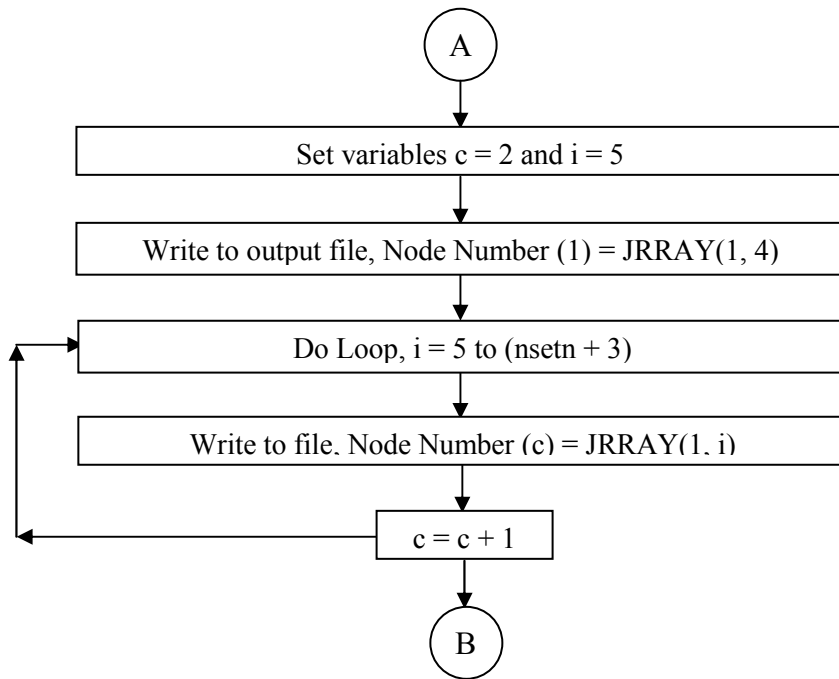 A
Set variables c = 2 and i = 5
Write to output file, Node Number (1) = JRRAY(1, 4)
Do Loop, i = 5 to (nsetn + 3)
Write to file, Node Number (c) = JRRAY(1, i)
c = c + 1
B